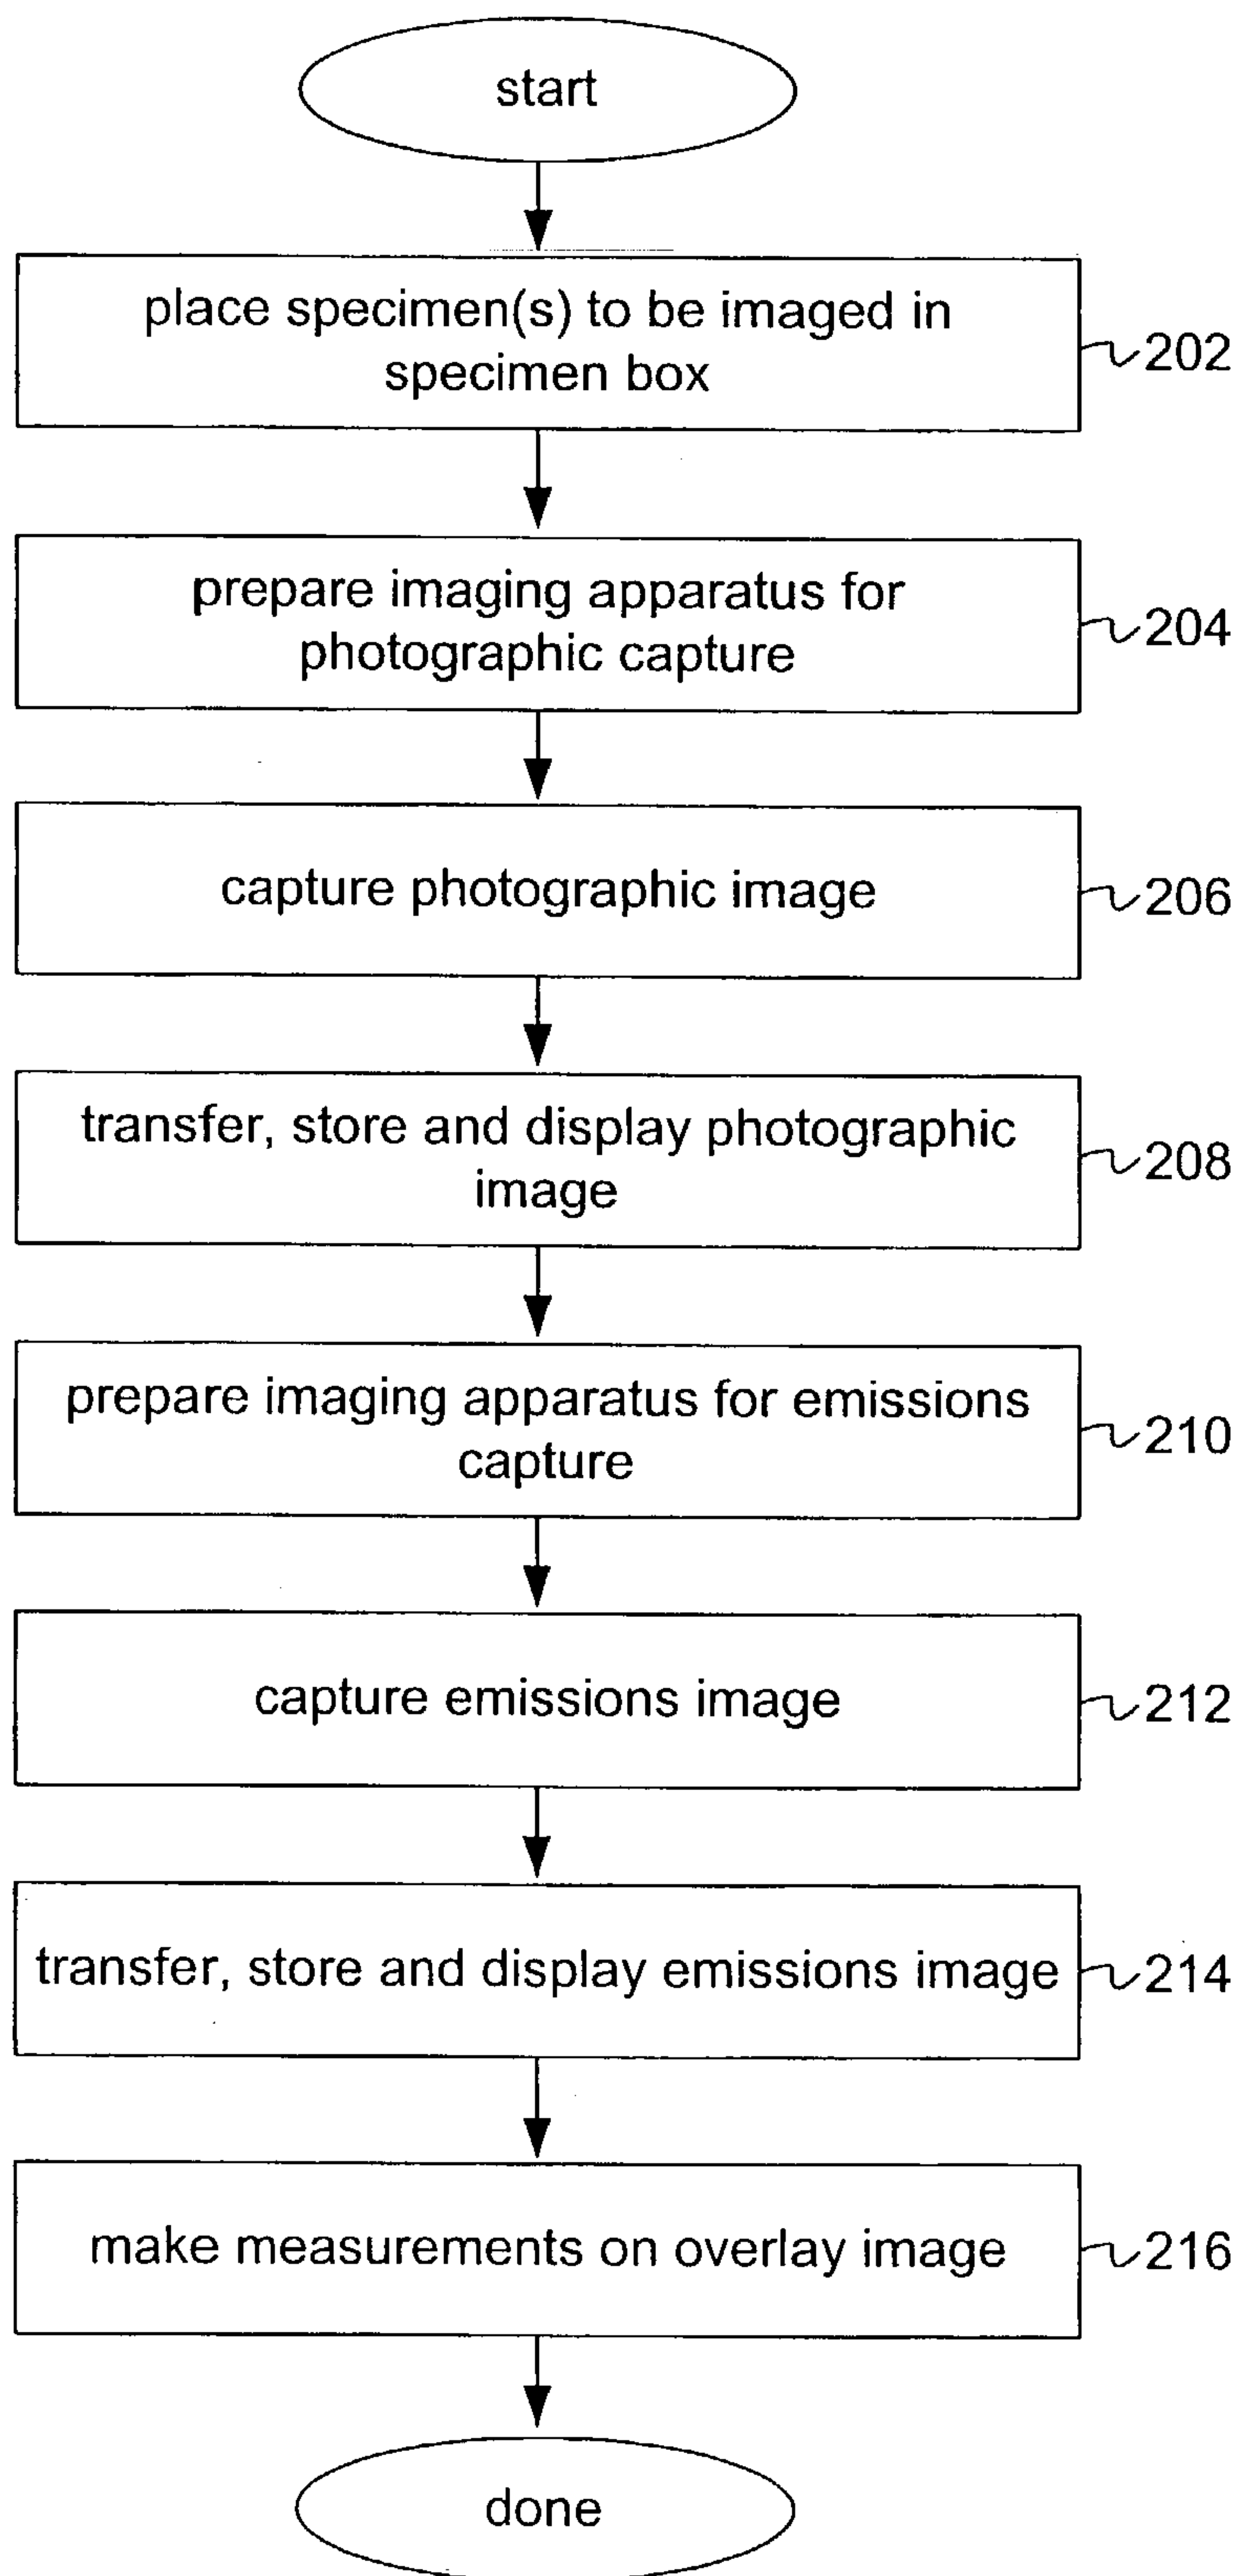 start
place specimen(s) to be imaged in
specimen box
202
prepare imaging apparatus for
photographic capture
204
capture photographic image
206
transfer, store and display photographic
image
208
prepare imaging apparatus for emissions
capture
210
capture emissions image
212
transfer, store and display emissions image
214
make measurements on overlay image
216
done